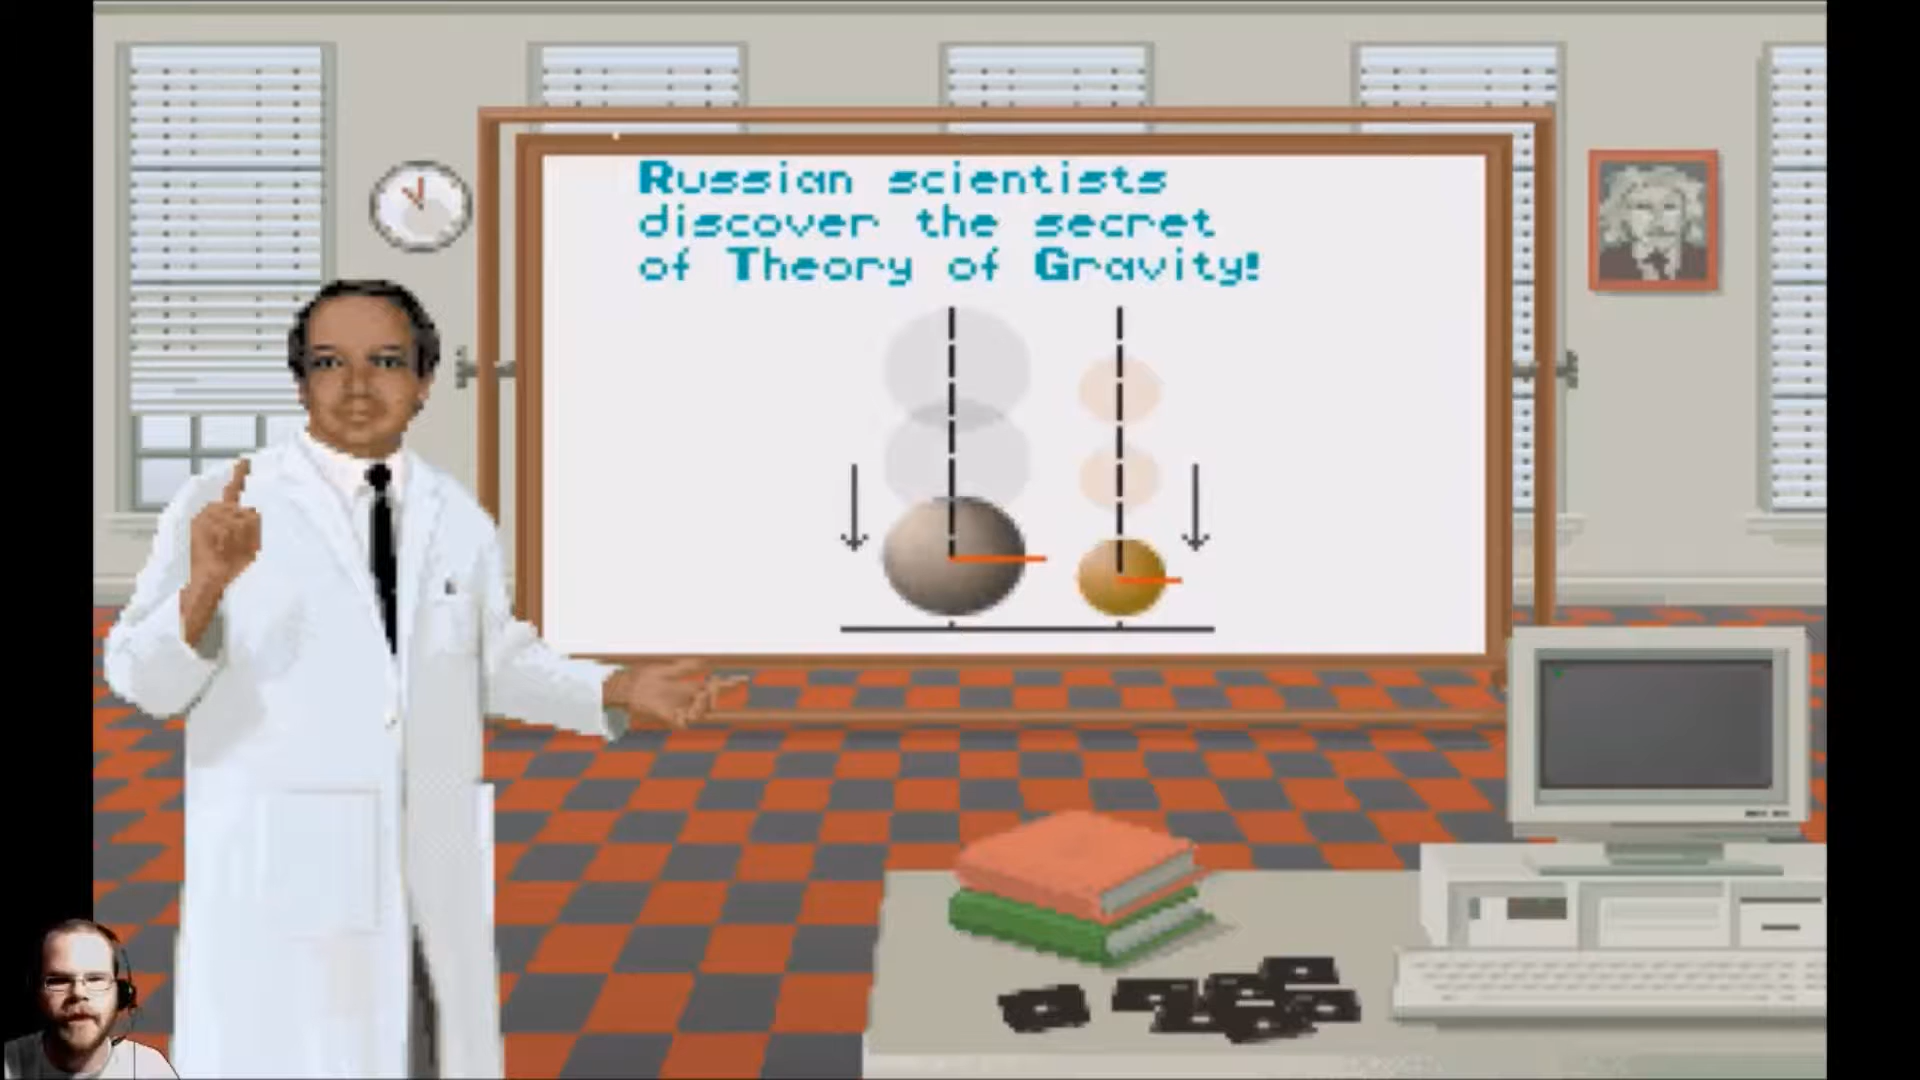 Russian scientists
discover the secret
of Theory of Gravity!